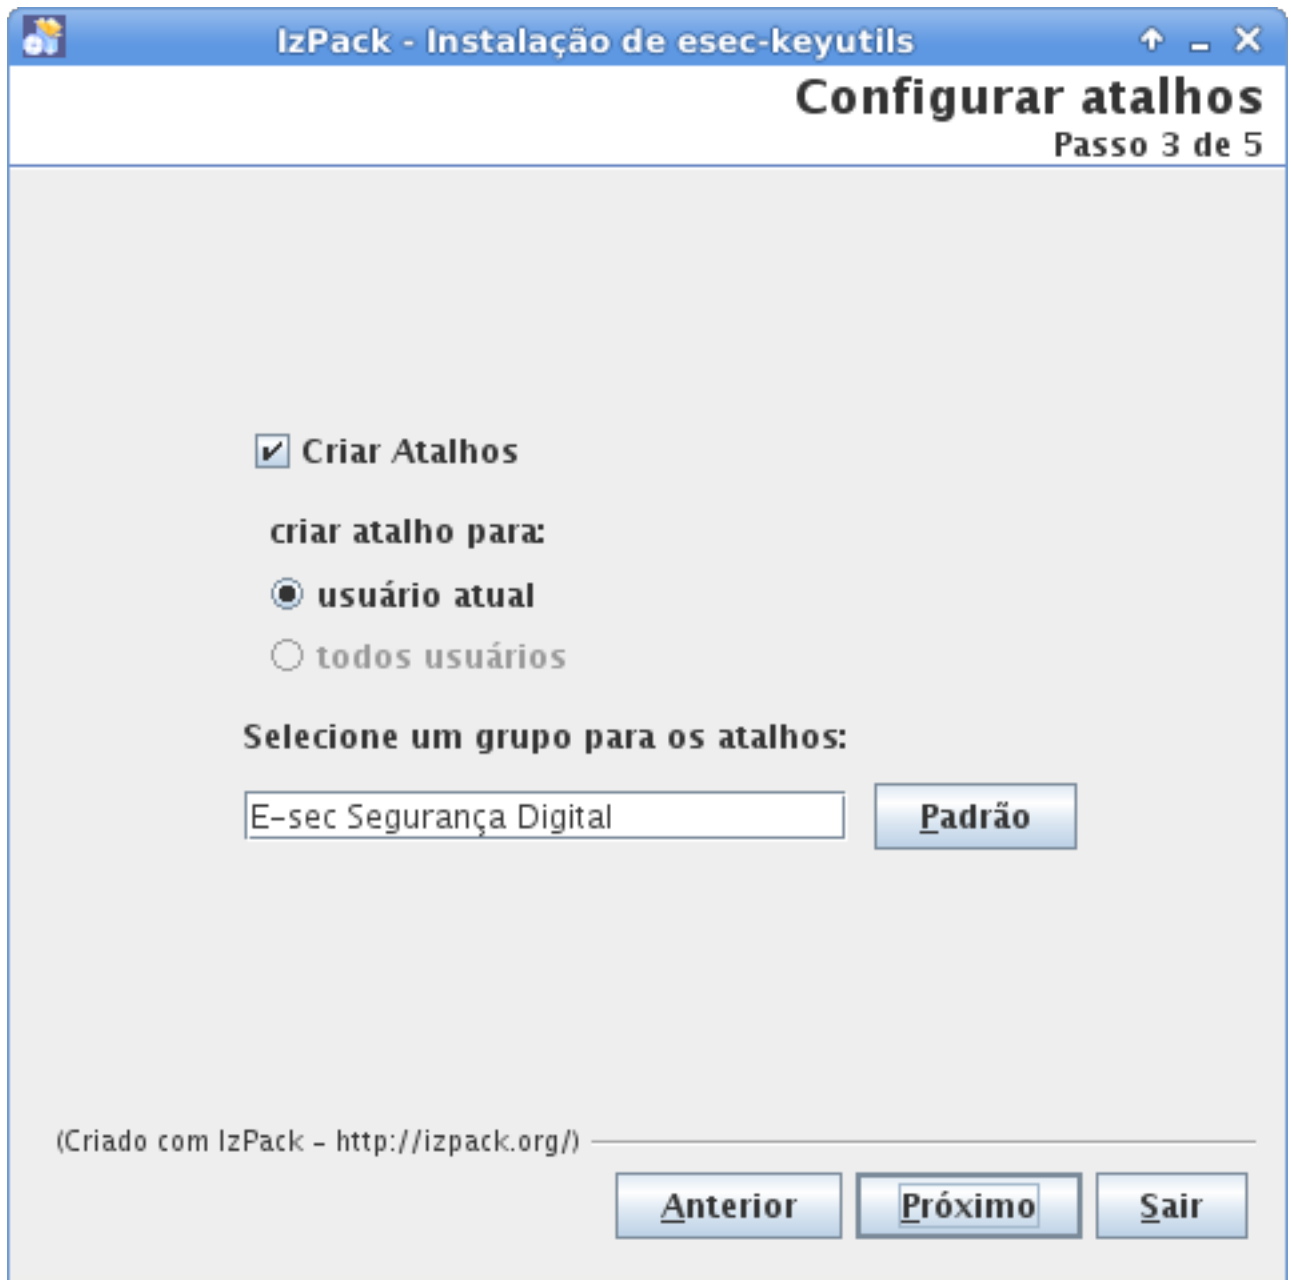 IzPack - Instalação de esec-keyutils
Configurar atalhos
Passo 3 de 5
Criar Atalhos
criar atalho para:
usuário atual
todos usuários
Selecione um grupo para os atalhos:
E-sec Segurança Digital
Padrão
(Criado com IzPack - http://izpack.org/)
Anterior
Próximo
Sair